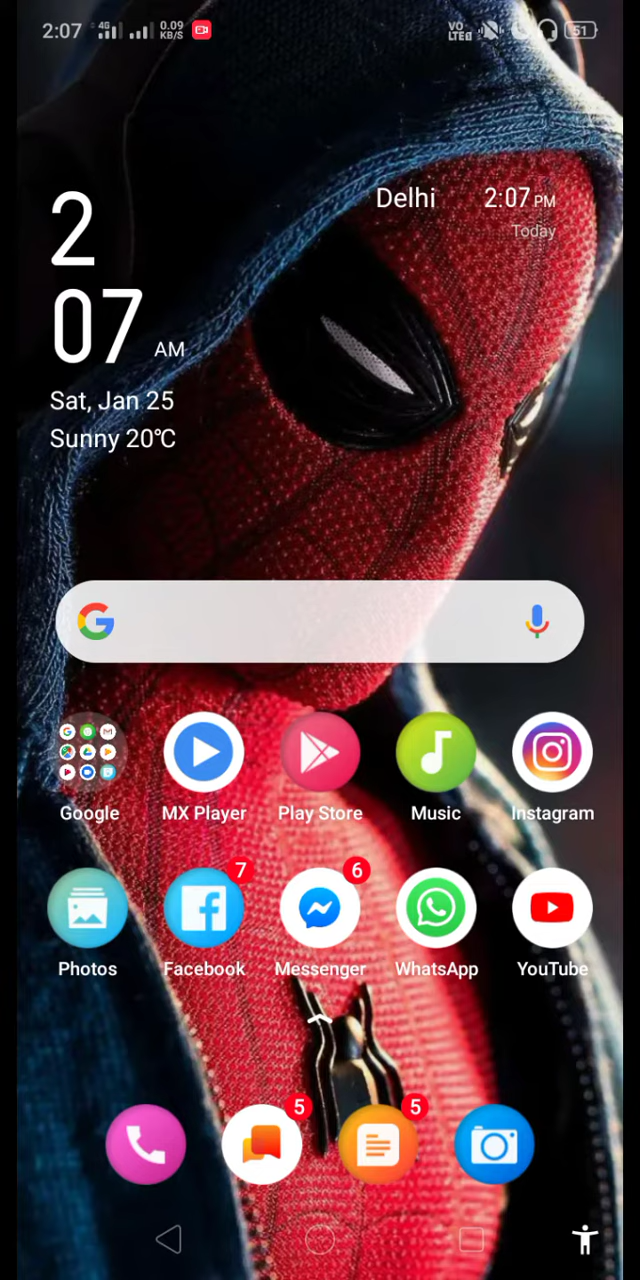 2:07 4G 0.09 KB/S VO LTE 51
Delhi 2:07 PM
Today
2
07 AM
Sat, Jan 25
Sunny 20℃
Google MX Player Play Store Music Instagram
7 6
Photos Facebook Messenger WhatsApp YouTube
5 5